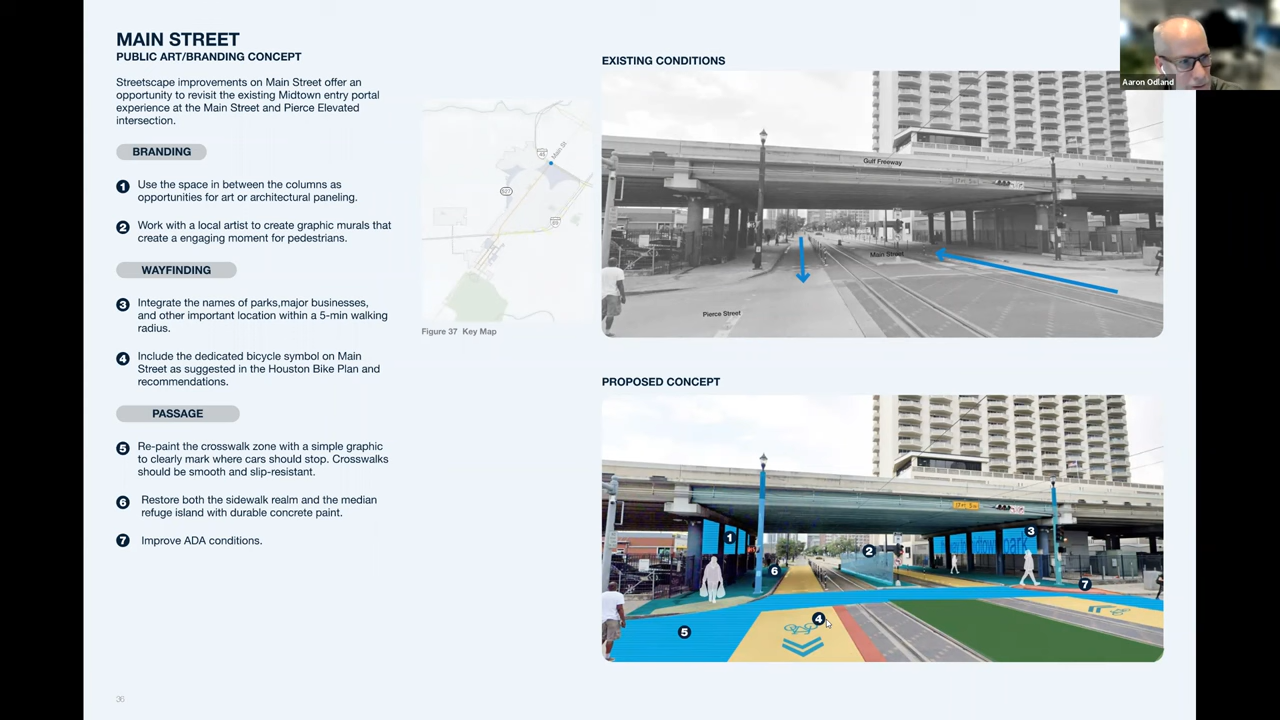 MAIN STREET
PUBLIC ART/BRANDING CONCEPT
Streetscape improvements on Main Street offer an
opportunity to revisit the existing Midtown entry portal
experience at the Main Street and Pierce Elevated
intersection.
BRANDING
1 Use the space in between the columns as
opportunities for art or architectural paneling.
2 Work with a local artist to create graphic murals that
create a engaging moment for pedestrians.
WAYFINDING
3 Integrate the names of parks,major businesses,
and other important location within a 5-min walking
radius.
4 Include the dedicated bicycle symbol on Main
Street as suggested in the Houston Bike Plan and
recommendations.
PASSAGE
5 Re-paint the crosswalk zone with a simple graphic
to clearly mark where cars should stop. Crosswalks
should be smooth and slip-resistant.
6 Restore both the sidewalk realm and the median
refuge island with durable concrete paint.
7 Improve ADA conditions.
36
45
Main St
527
Figure 37 Key Map
EXISTING CONDITIONS
Gulf Freeway
Main Street
Pierce Street
PROPOSED CONCEPT
1
2
3
park
6
7
4
5
Aaron Odland